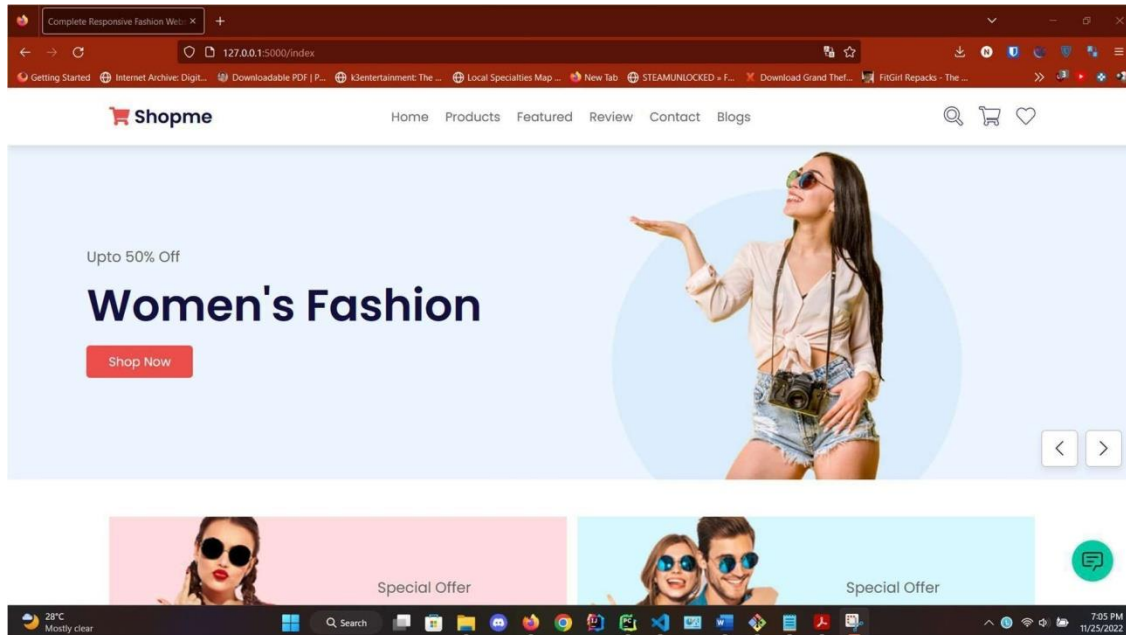 Complete Responsive Fashion Webs
127.0.0.1:5000/index
Getting Started Internet Archive: Digit... Downloadable PDF | P... k3entertainment: The ... Local Specialties Map ... New Tab STEAMUNLOCKED » F... Download Grand Thef... FitGirl Repacks - The ...
Shopme Home Products Featured Review Contact Blogs
Upto 50% Off
Women's Fashion
Shop Now
Special Offer Special Offer
28°C
Mostly clear
Search
7:05 PM
11/25/2022